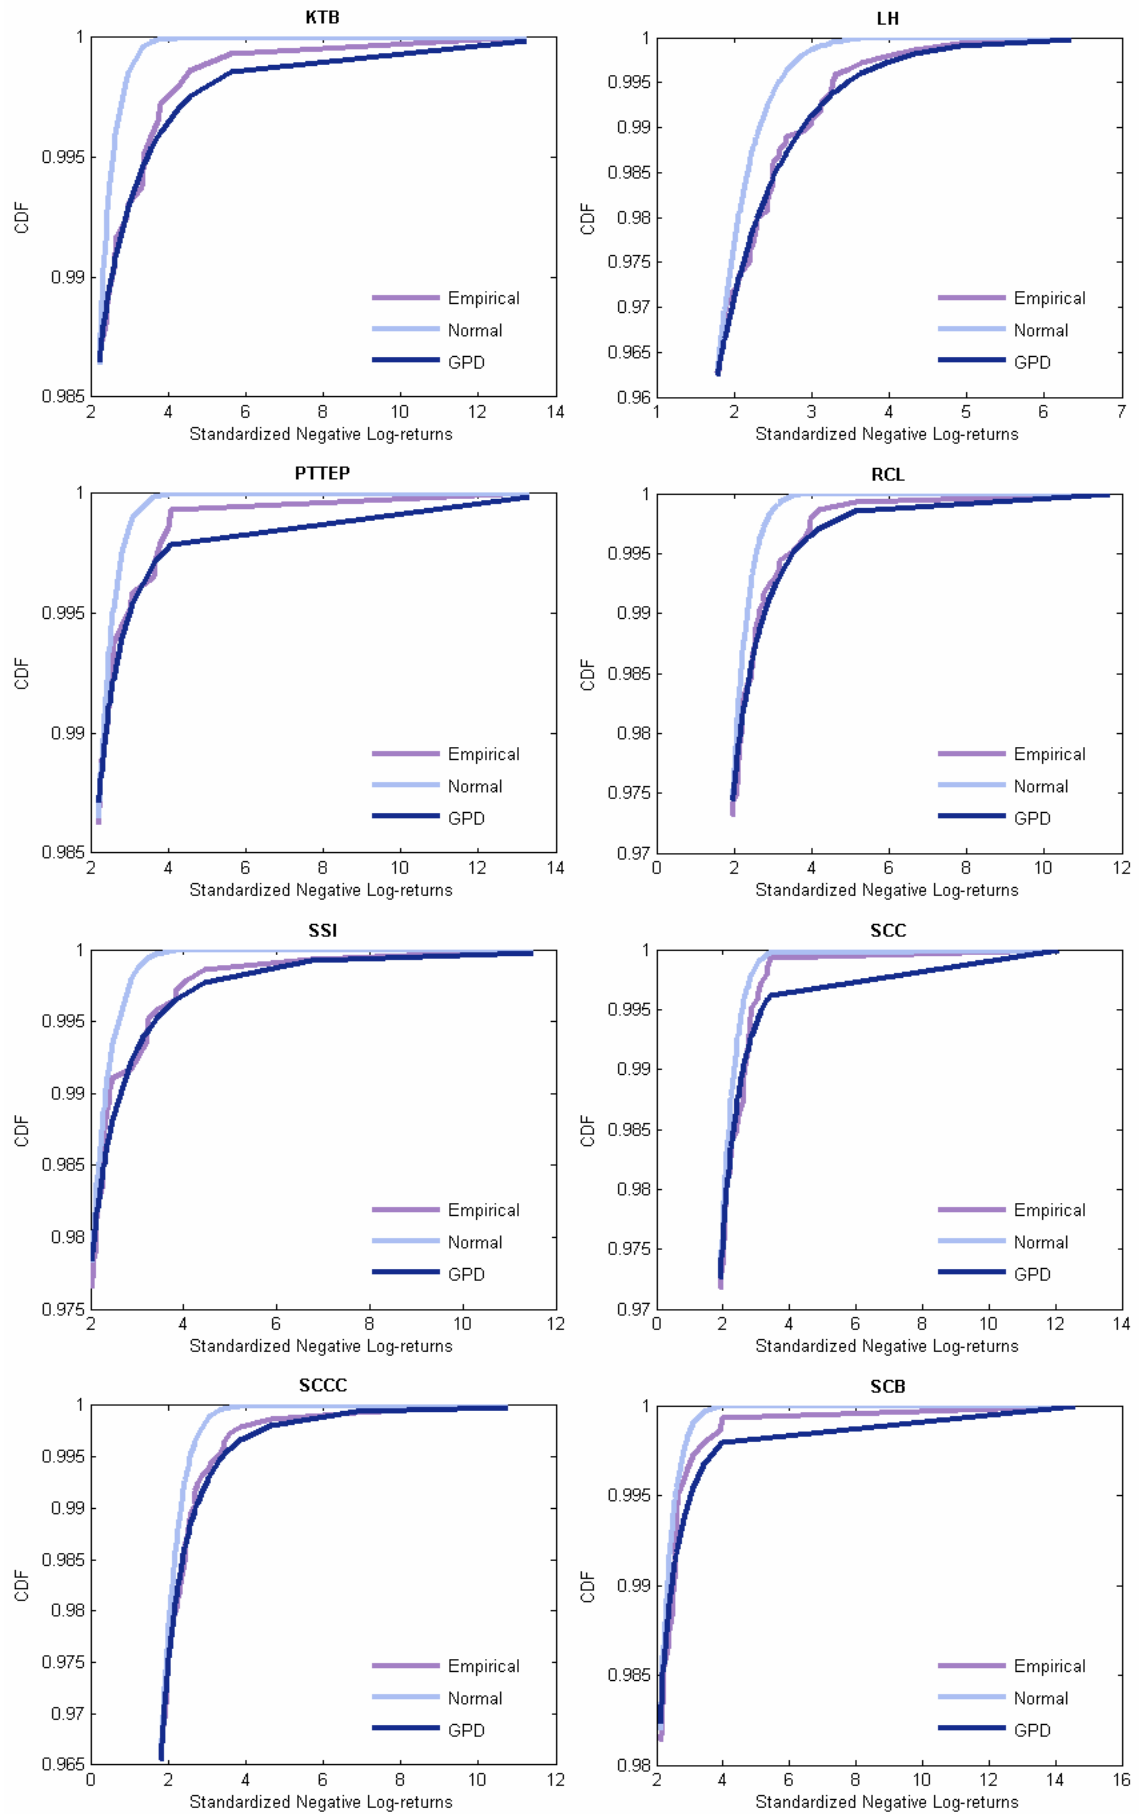 KTB
1
0.995
0.99
0.985
2 4 6 8 10 12 14
CDF
Standardized Negative Log-returns
Empirical
Normal
GPD
LH
1
0.995
0.99
0.985
0.98
0.975
0.97
0.965
0.96
1 2 3 4 5 6 7
CDF
Standardized Negative Log-returns
Empirical
Normal
GPD
PTTEP
1
0.995
0.99
0.985
2 4 6 8 10 12 14
CDF
Standardized Negative Log-returns
Empirical
Normal
GPD
RCL
1
0.995
0.99
0.985
0.98
0.975
0.97
0 2 4 6 8 10 12
CDF
Standardized Negative Log-returns
Empirical
Normal
GPD
SSI
1
0.995
0.99
0.985
0.98
0.975
2 4 6 8 10 12
CDF
Standardized Negative Log-returns
Empirical
Normal
GPD
SCC
1
0.995
0.99
0.985
0.98
0.975
0.97
0 2 4 6 8 10 12 14
CDF
Standardized Negative Log-returns
Empirical
Normal
GPD
SCCC
1
0.995
0.99
0.985
0.98
0.975
0.97
0.965
0 2 4 6 8 10 12
CDF
Standardized Negative Log-returns
Empirical
Normal
GPD
SCB
1
0.995
0.99
0.985
0.98
2 4 6 8 10 12 14 16
CDF
Standardized Negative Log-returns
Empirical
Normal
GPD